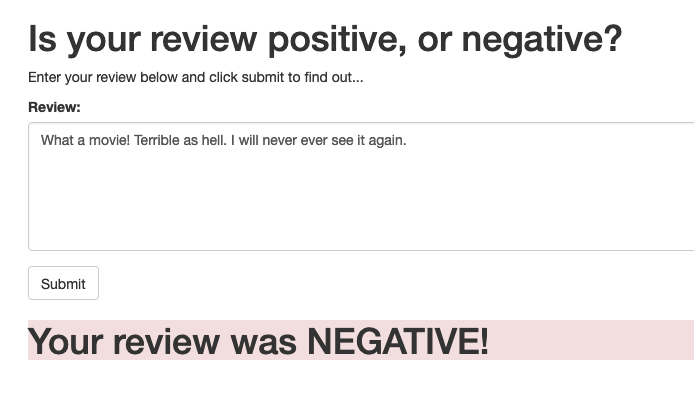 Is your review positive, or negative?
Enter your review below and click submit to find out...
Review:
What a movie! Terrible as hell. I will never ever see it again.
Submit
Your review was NEGATIVE!